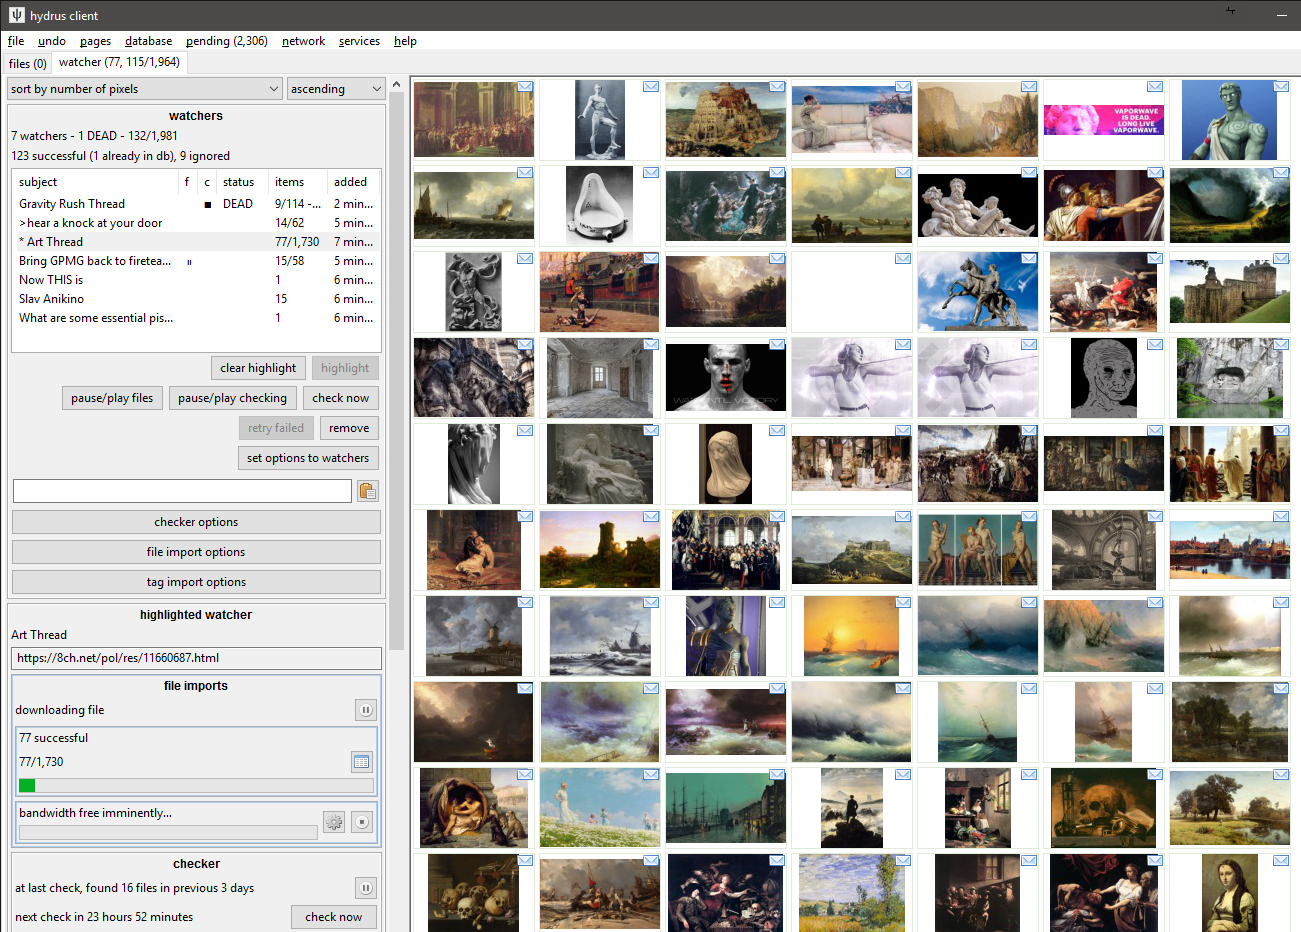 hydrus client
file undo pages database pending (2,306) network services help
files (0) watcher (77, 115/1,964)
sort by number of pixels ascending
watchers
7 watchers - 1 DEAD - 132/1,981
123 successful (1 already in db), 9 ignored
subject f c status items added
Gravity Rush Thread ■ DEAD 9/114 -... 2 min...
>hear a knock at your door 14/62 5 min...
* Art Thread 77/1,730 7 min...
Bring GPMG back to firetea... 15/58 5 min...
Now THIS is 1 6 min...
Slav Anikino 15 6 min...
What are some essential pis... 1 6 min...
clear highlight highlight
pause/play files pause/play checking check now
retry failed remove
set options to watchers
checker options
file import options
tag import options
highlighted watcher
Art Thread
https://8ch.net/pol/res/11660687.html
file imports
downloading file
77 successful
77/1,730
bandwidth free imminently...
checker
at last check, found 16 files in previous 3 days
next check in 23 hours 52 minutes check now
VAPORWAVE
IS DEAD.
LONG LIVE
VAPORWAVE.